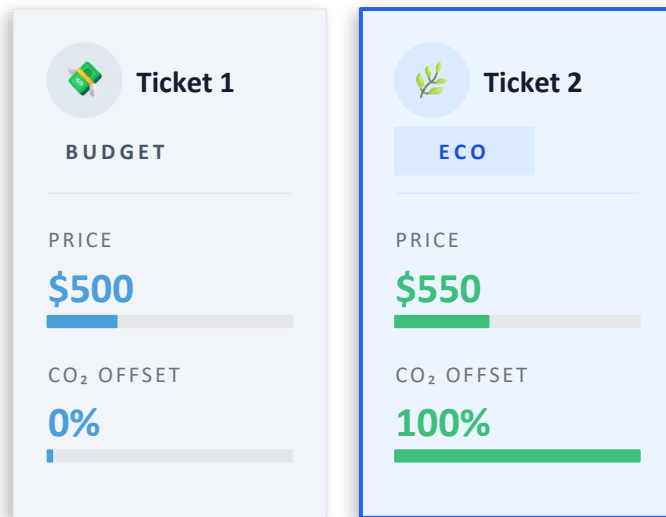 Ticket 1
BUDGET
PRICE
$500
CO₂ OFFSET
0%
Ticket 2
ECO
PRICE
$550
CO₂ OFFSET
100%